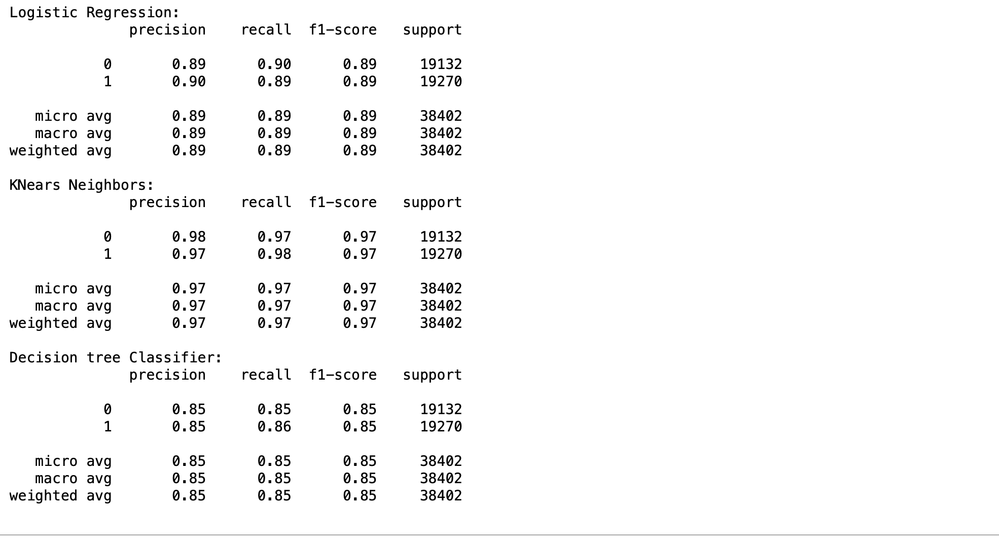 Logistic Regression:
precision recall f1-score support
0 0.89 0.90 0.89 19132
1 0.90 0.89 0.89 19270
micro avg 0.89 0.89 0.89 38402
macro avg 0.89 0.89 0.89 38402
weighted avg 0.89 0.89 0.89 38402
KNears Neighbors:
precision recall f1-score support
0 0.98 0.97 0.97 19132
1 0.97 0.98 0.97 19270
micro avg 0.97 0.97 0.97 38402
macro avg 0.97 0.97 0.97 38402
weighted avg 0.97 0.97 0.97 38402
Decision tree Classifier:
precision recall f1-score support
0 0.85 0.85 0.85 19132
1 0.85 0.86 0.85 19270
micro avg 0.85 0.85 0.85 38402
macro avg 0.85 0.85 0.85 38402
weighted avg 0.85 0.85 0.85 38402